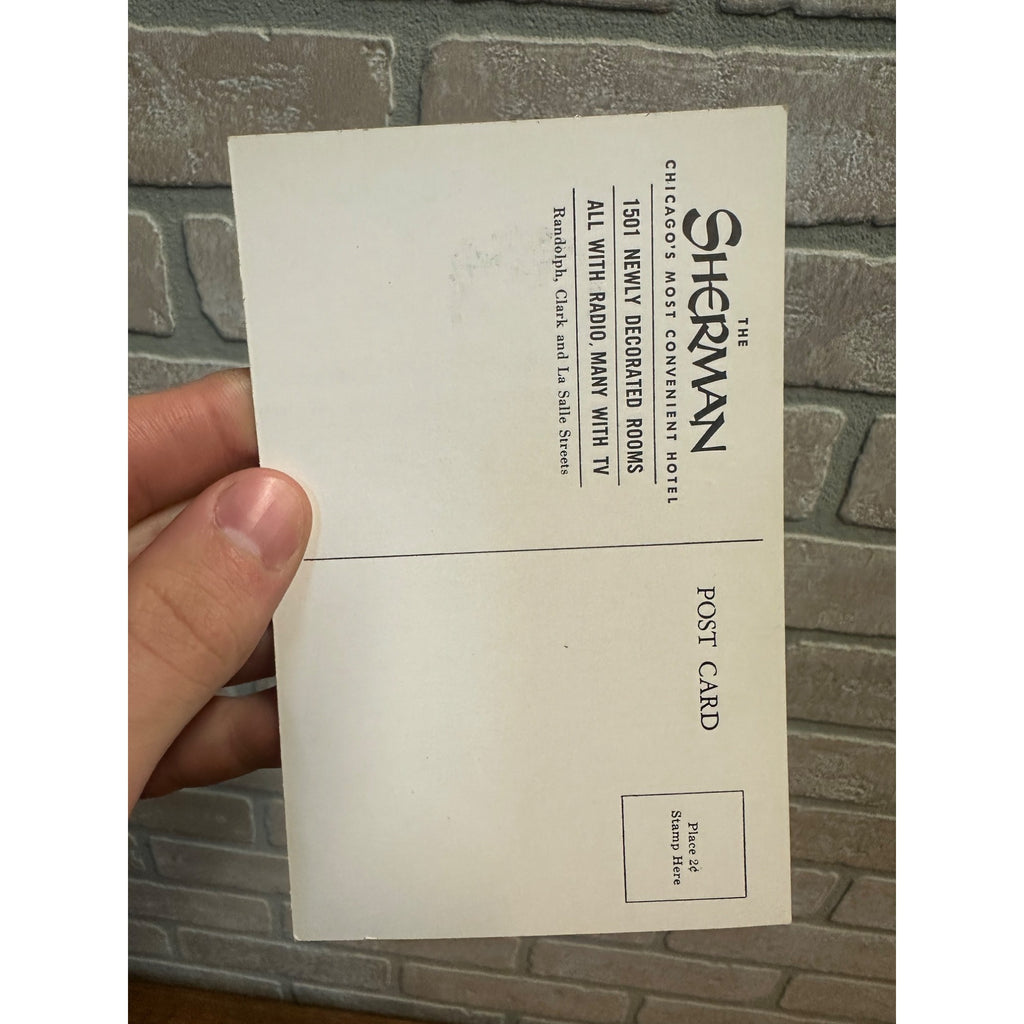 THE
SHERMAN
CHICAGO'S MOST CONVENIENT HOTEL
1501 NEWLY DECORATED ROOMS
ALL WITH RADIO, MANY WITH TV
Randolph, Clark and La Salle Streets
POST CARD
Place 2¢
Stamp Here